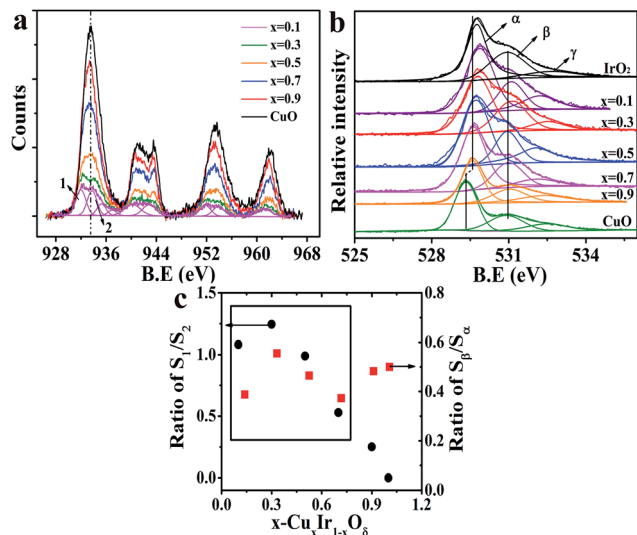 a
Counts
x=0.1
x=0.3
x=0.5
x=0.7
x=0.9
CuO
1
2
928 936 944 952 960 968
B.E (eV)
b
Relative intensity
α
β
γ
IrO₂
x=0.1
x=0.3
x=0.5
x=0.7
x=0.9
CuO
525 528 531 534
B.E (eV)
c
Ratio of S₁/S₂
1.5
1.0
0.5
0.0
0.8
0.6
0.4
0.2
0.0
Ratio of Sβ/Sα
0.0 0.3 0.6 0.9 1.2
x-CuₓIr₁₋ₓOδ